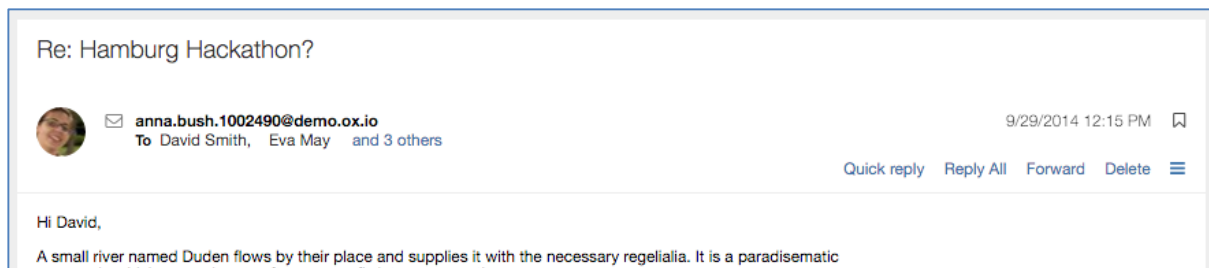 Re: Hamburg Hackathon?
anna.bush.1002490@demo.ox.io
9/29/2014 12:15 PM
To David Smith, Eva May and 3 others
Quick reply Reply All Forward Delete
Hi David,
A small river named Duden flows by their place and supplies it with the necessary regelialia. It is a paradisematic